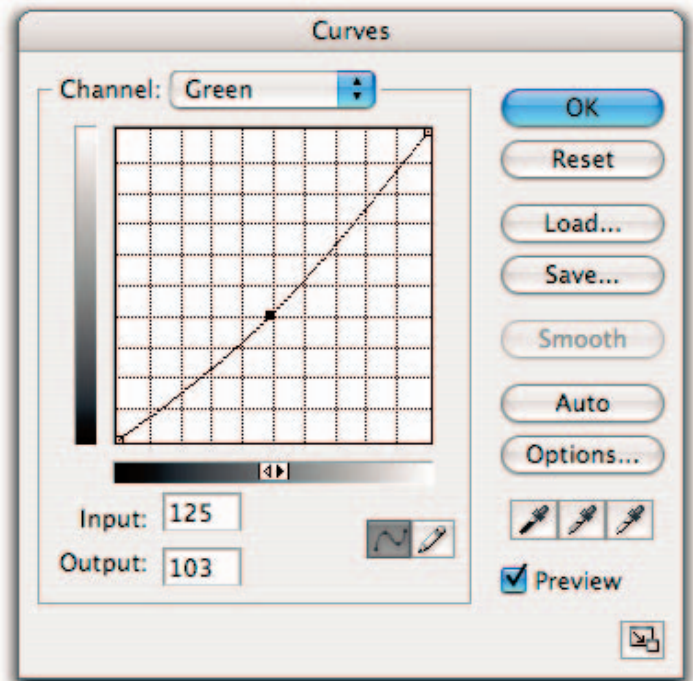 Curves
Channel: Green
OK
Reset
Load...
Save...
Smooth
Auto
Options...
Input: 125
Output: 103
Preview